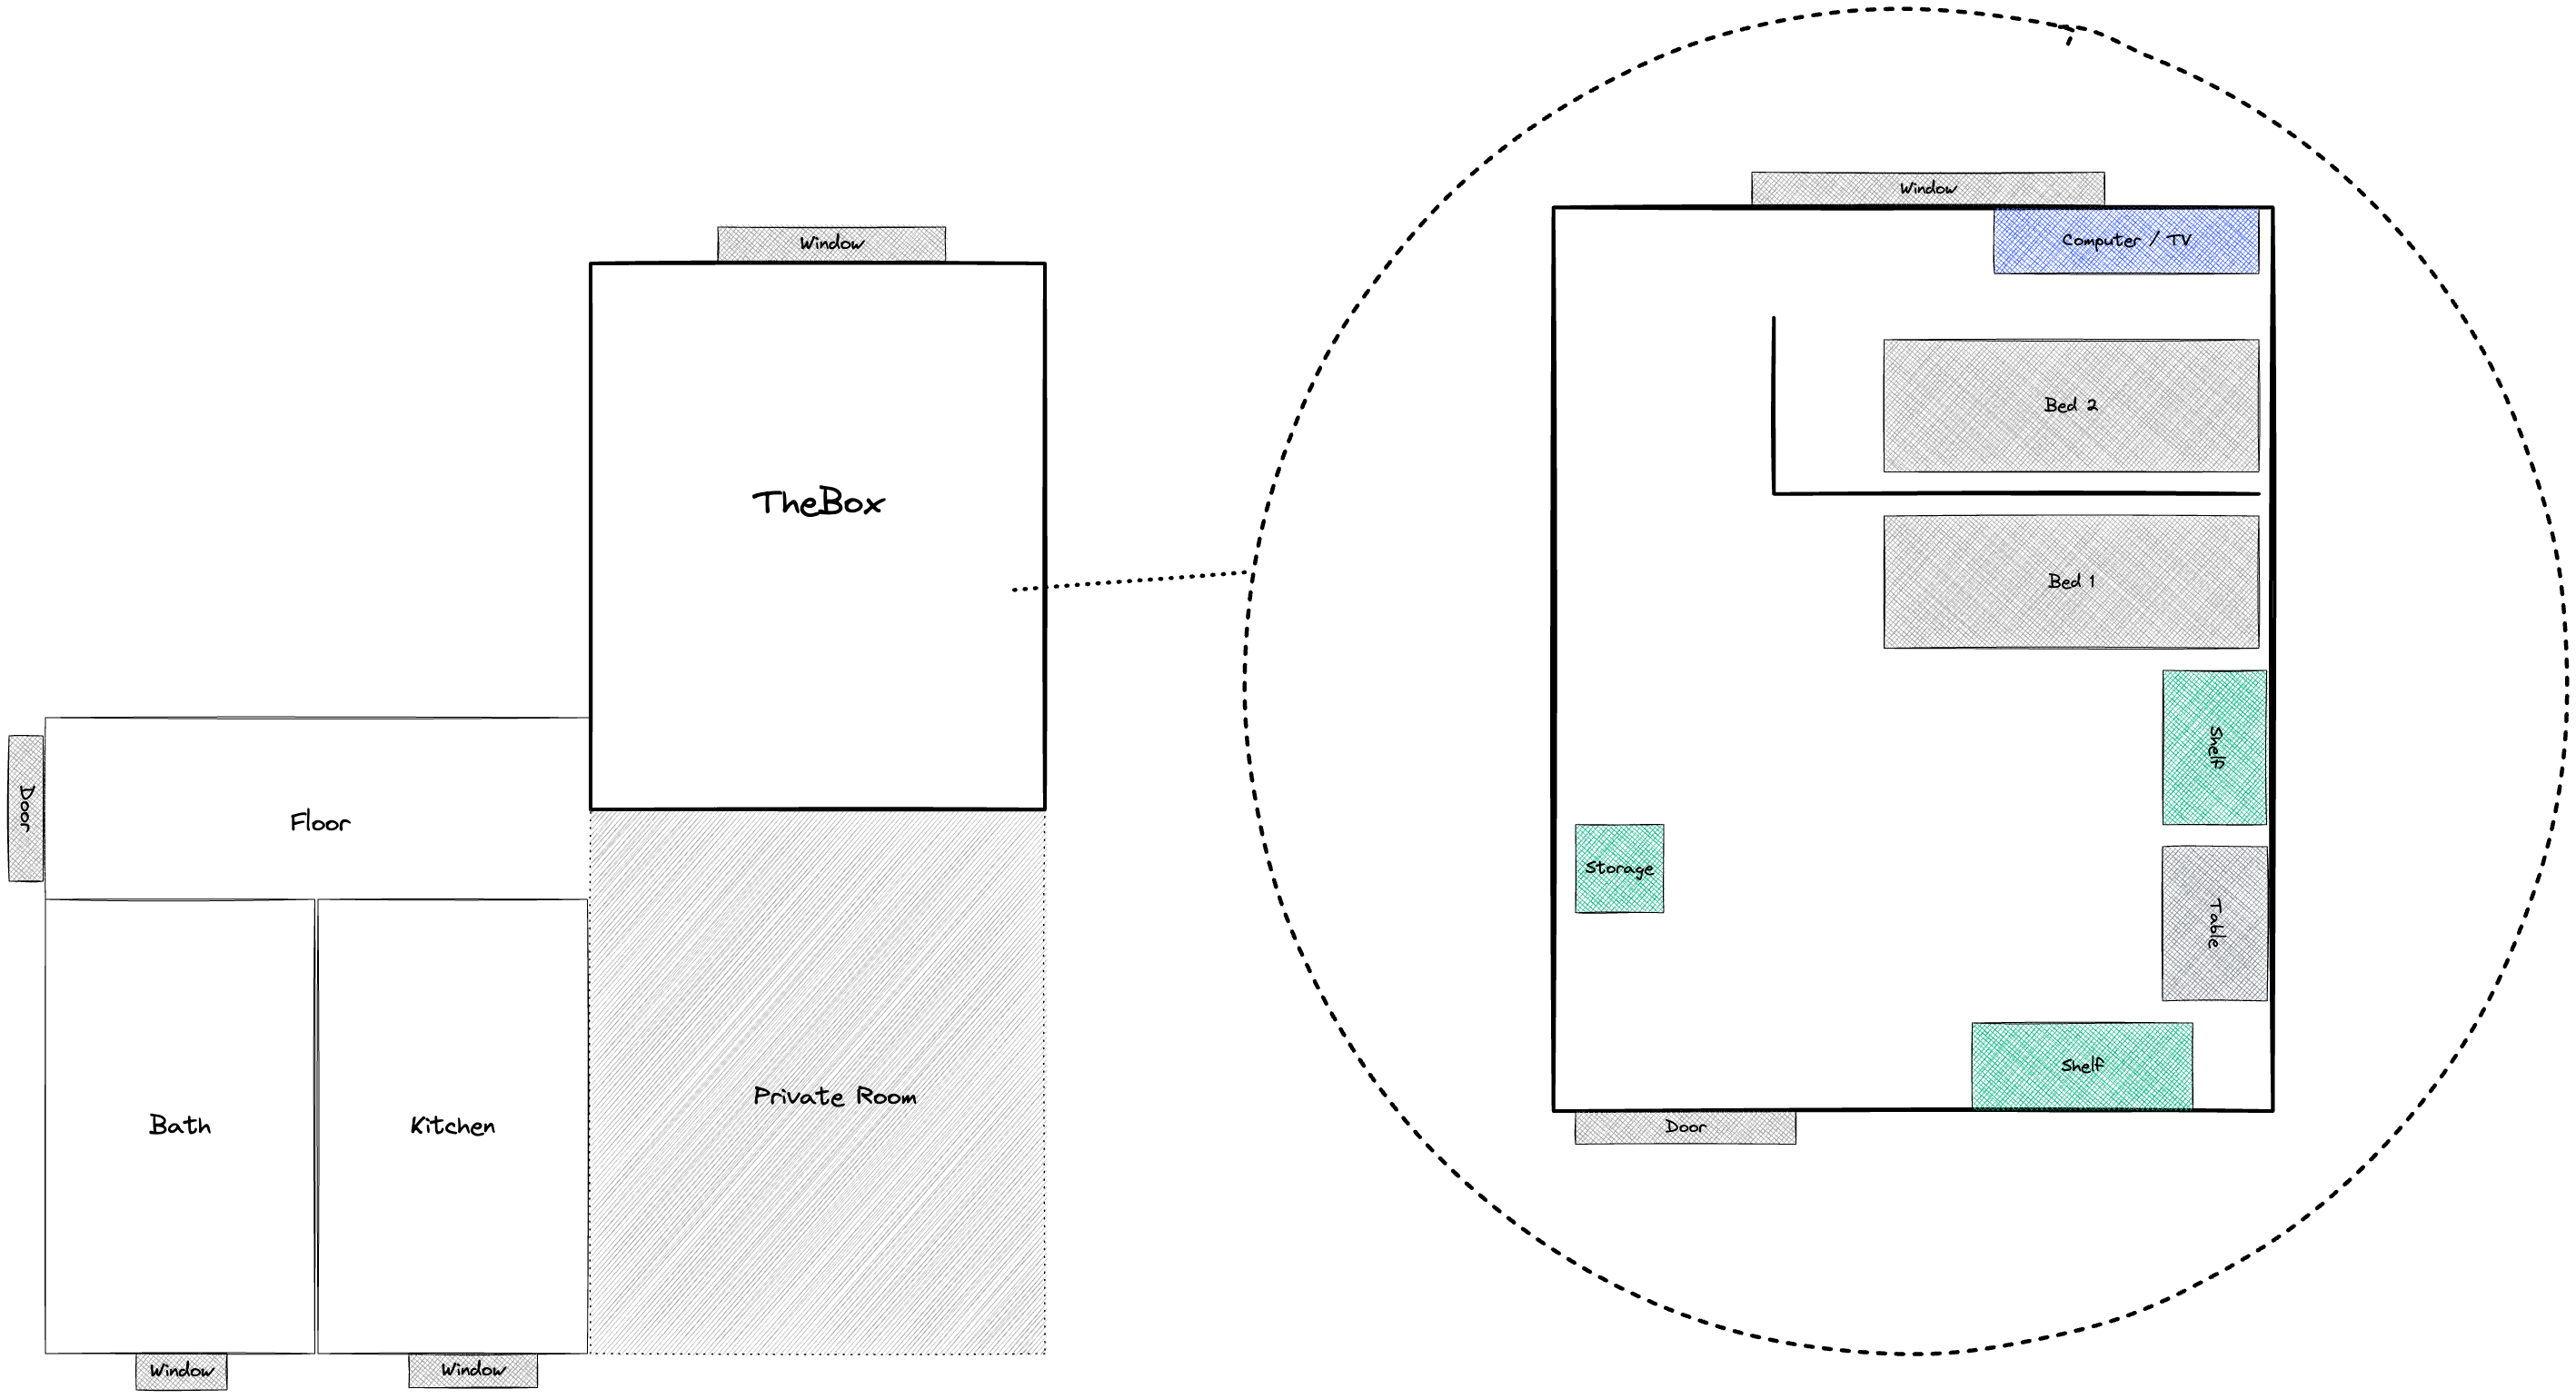 Window
TheBox
Door
Floor
Bath
Kitchen
Private Room
Window
Window
Window
Computer / TV
Bed 2
Bed 1
Shelf
Storage
Table
Shelf
Door